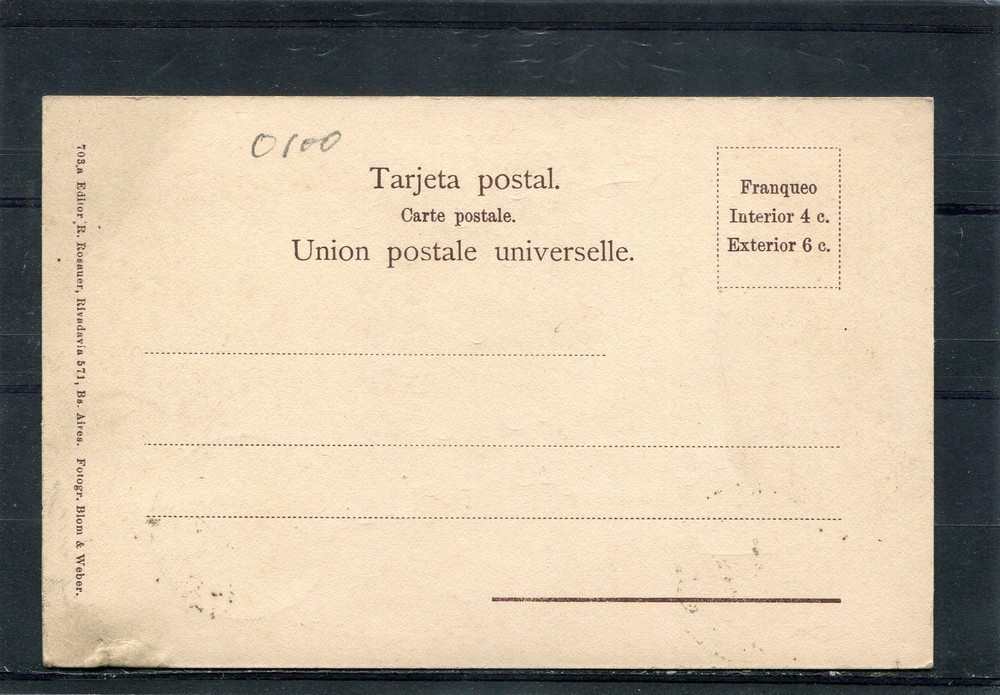 0100
Tarjeta postal.
Carte postale.
Union postale universelle.
Franqueo
Interior 4 c.
Exterior 6 c.
703,a Editor R. Rosauer, Rivadavia 571, Bs. Aires. Fotogr. Blom & Weber.